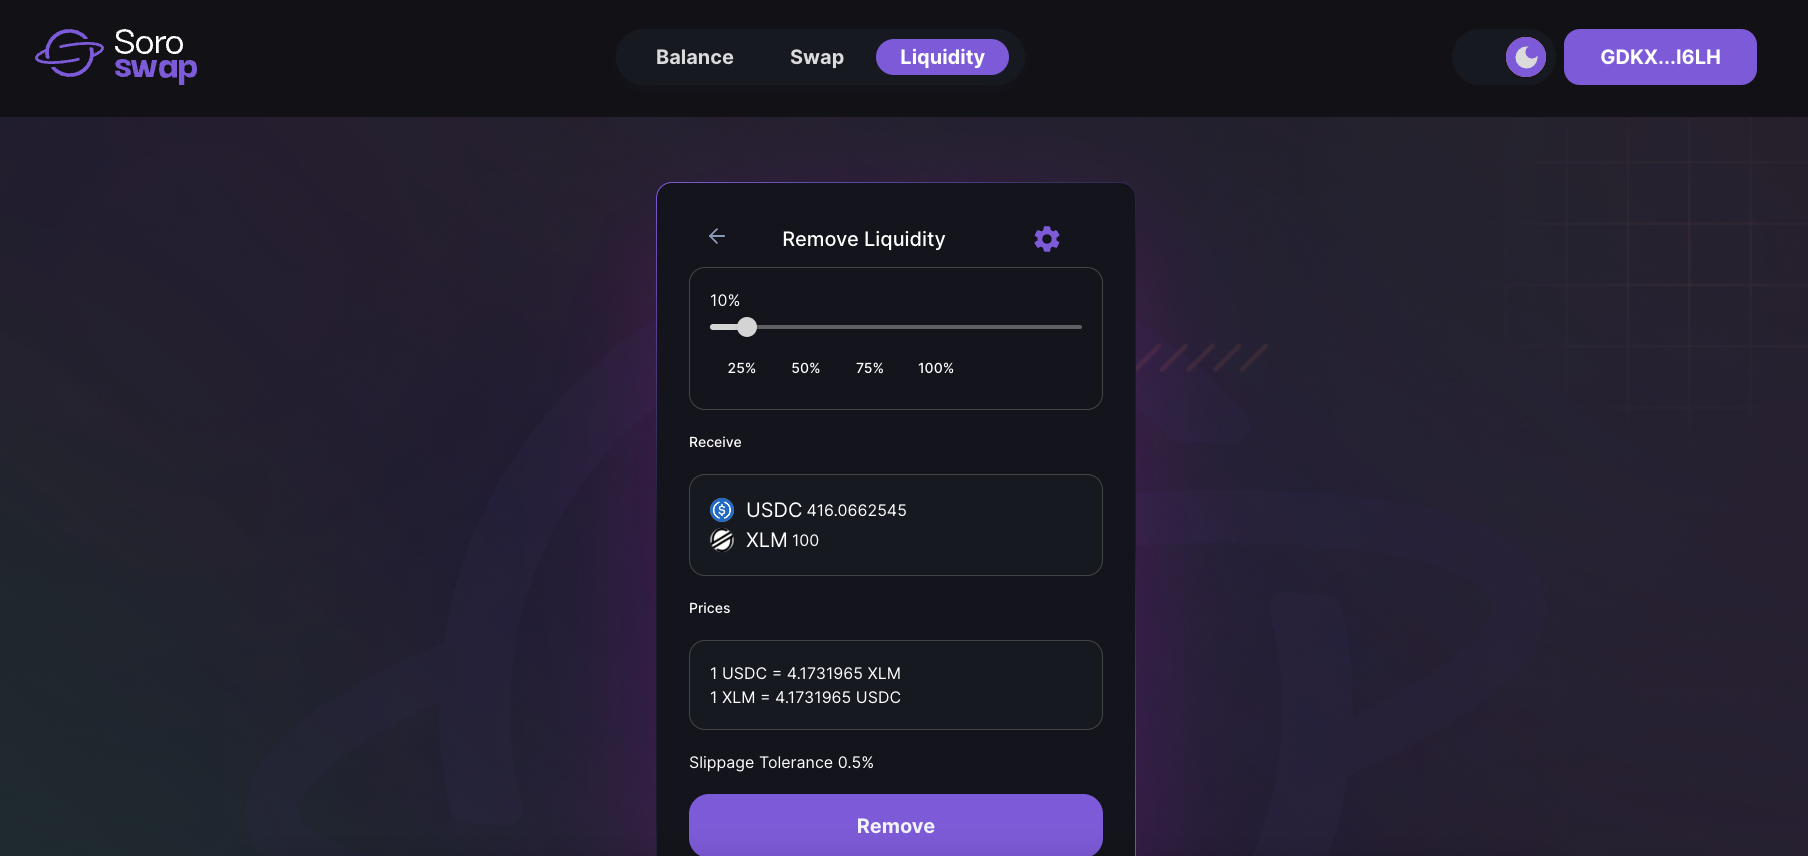 Soro
swap
Balance
Swap
Liquidity
GDKX...I6LH
Remove Liquidity
10%
25% 50% 75% 100%
Receive
USDC 416.0662545
XLM 100
Prices
1 USDC = 4.1731965 XLM
1 XLM = 4.1731965 USDC
Slippage Tolerance 0.5%
Remove